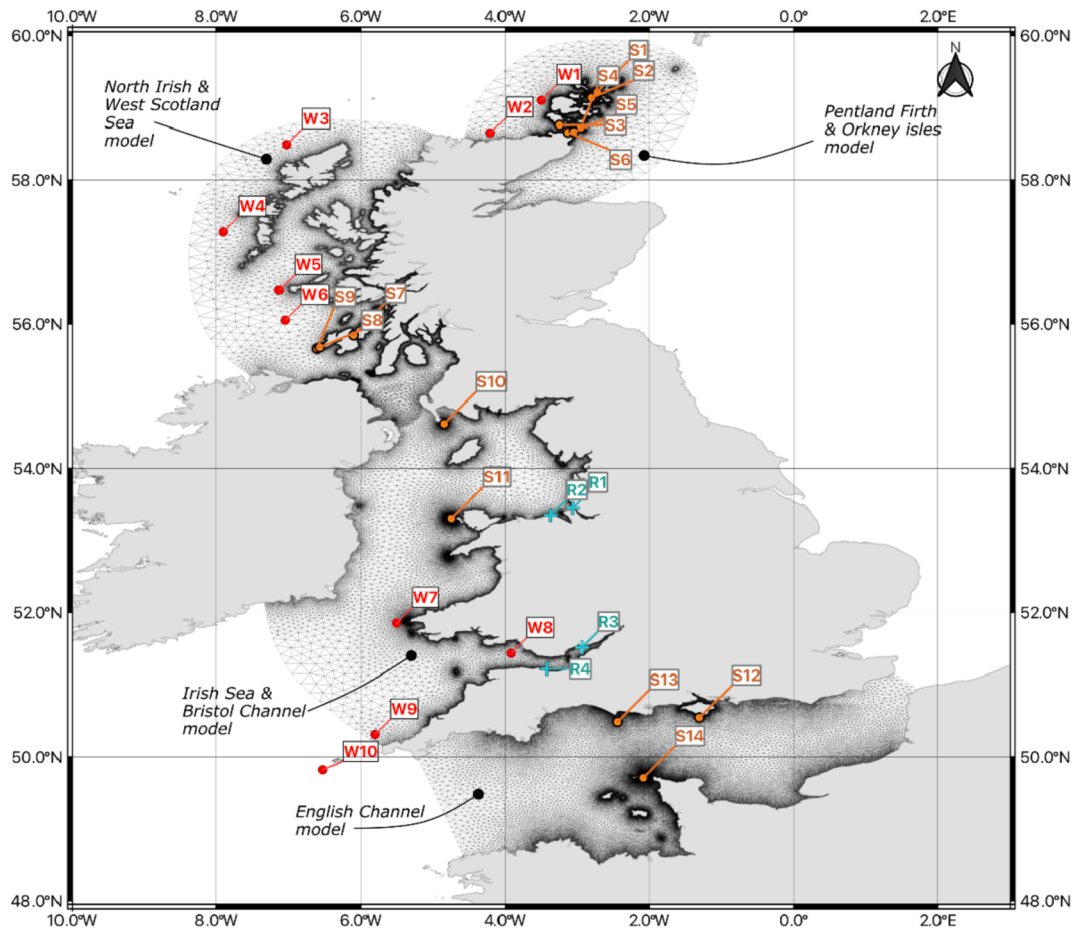 10.0°W 8.0°W 6.0°W 4.0°W 2.0°W 0.0° 2.0°E
60.0°N 60.0°N
N
S1
W1 S4 S2
North Irish &
West Scotland
Sea
model
W2 S5
W3 S3
Pentland Firth
& Orkney isles
model
S6
58.0°N 58.0°N
W4
W5
W6 S9 S7
S8
56.0°N 56.0°N
S10
54.0°N 54.0°N
S11
R2 R1
52.0°N 52.0°N
W7
W8 R3
R4
Irish Sea &
Bristol Channel
model
S13 S12
W9
S14
W10
50.0°N 50.0°N
English Channel
model
48.0°N 48.0°N
10.0°W 8.0°W 6.0°W 4.0°W 2.0°W 0.0° 2.0°E